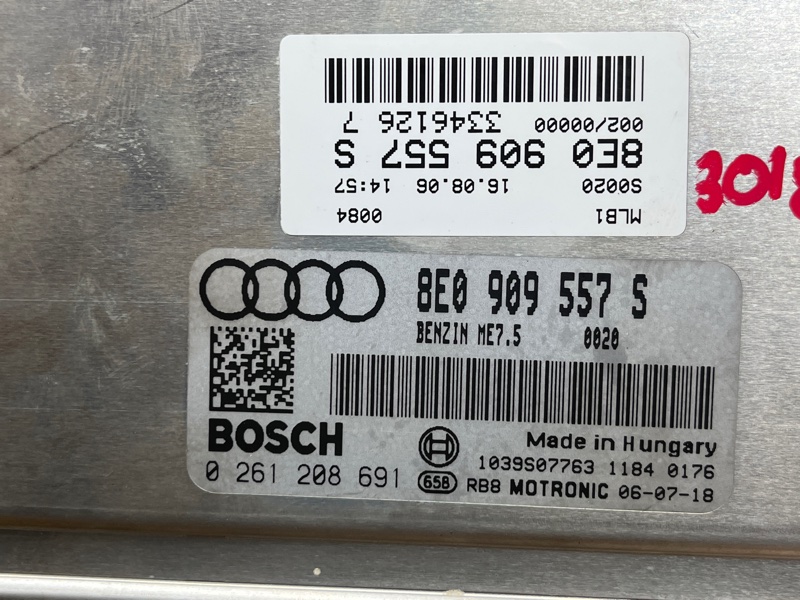 MLB1 0084
S0020 16.08.06 14:57
8E0 909 557 S
002/00000 3346126 7
8E0 909 557 S
BENZIN ME7.5 0020
BOSCH
0 261 208 691
Made in Hungary
1039S07763 1184 0176
658 RB8 MOTRONIC 06-07-18